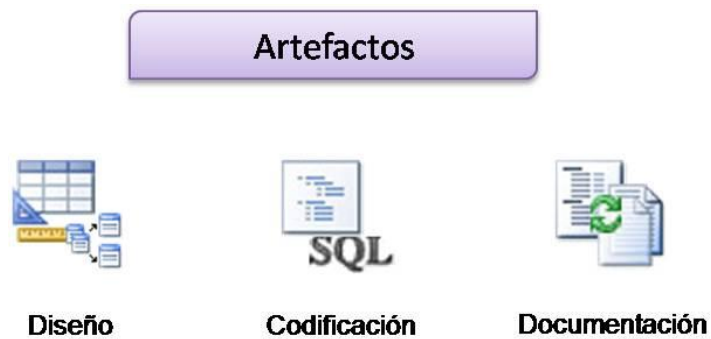 Artefactos
SQL
Diseño
Codificación
Documentación